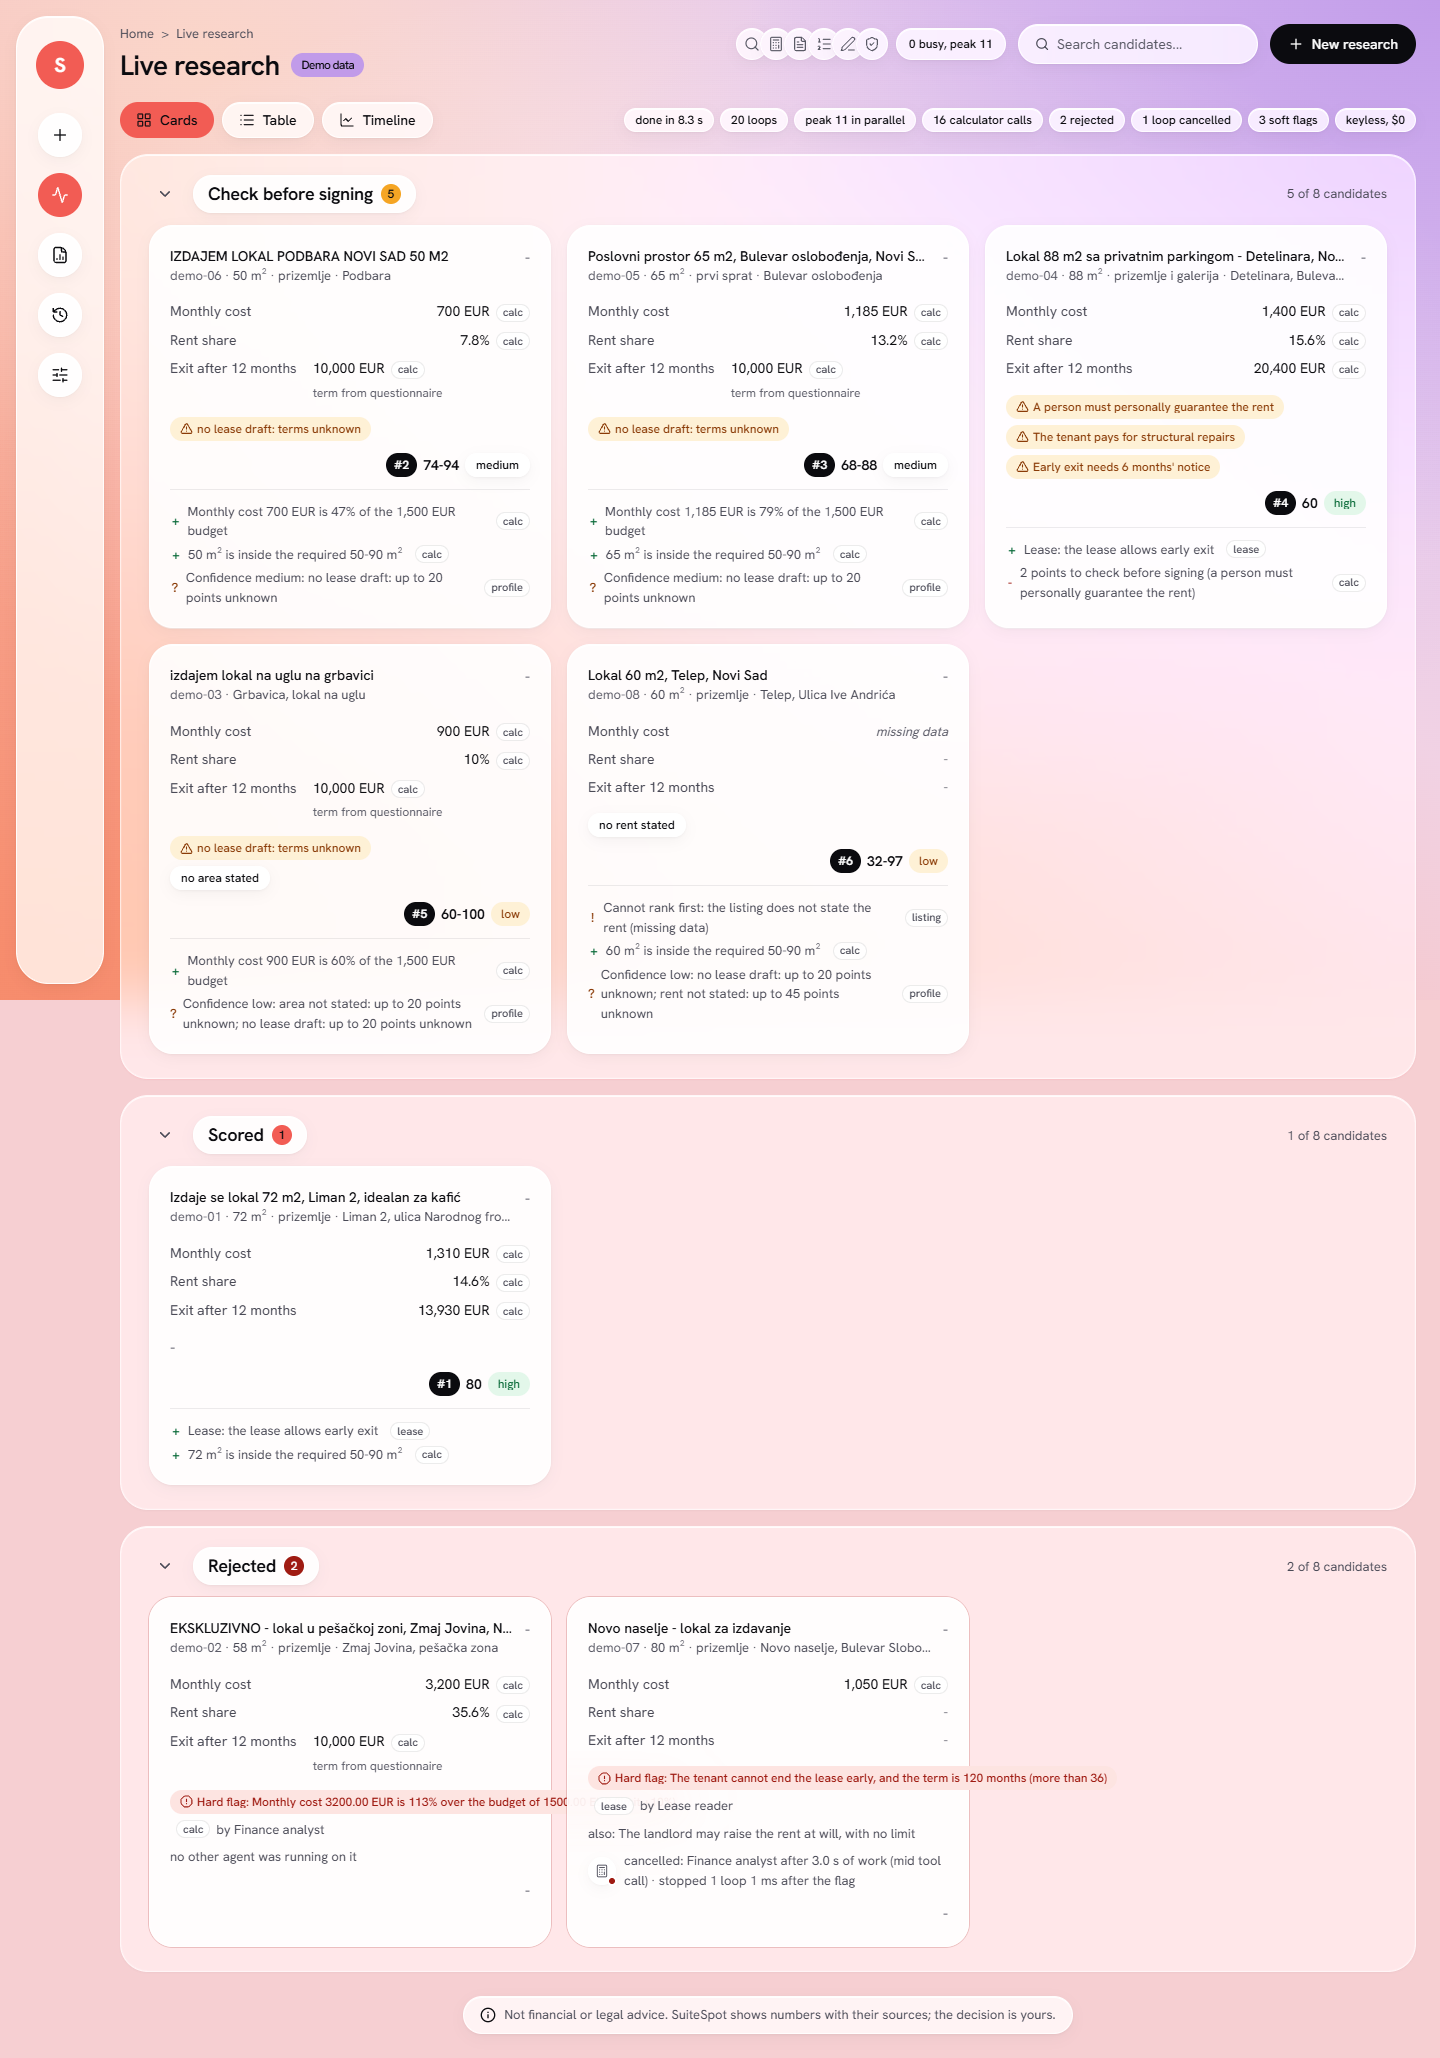 S
Home > Live research
Live research Demo data
0 busy, peak 11
Search candidates...
+ New research
Cards
Table
Timeline
done in 8.3 s
20 loops
peak 11 in parallel
16 calculator calls
2 rejected
1 loop cancelled
3 soft flags
keyless, $0
Check before signing 5
5 of 8 candidates
IZDAJEM LOKAL PODBARA NOVI SAD 50 M2 -
demo-06 · 50 m² · prizemlje · Podbara
Monthly cost 700 EUR calc
Rent share 7.8% calc
Exit after 12 months 10,000 EUR calc
term from questionnaire
no lease draft: terms unknown
#2 74-94 medium
+ Monthly cost 700 EUR is 47% of the 1,500 EUR
budget calc
+ 50 m² is inside the required 50-90 m² calc
? Confidence medium: no lease draft: up to 20
points unknown profile
Poslovni prostor 65 m2, Bulevar oslobođenja, Novi S... -
demo-05 · 65 m² · prvi sprat · Bulevar oslobođenja
Monthly cost 1,185 EUR calc
Rent share 13.2% calc
Exit after 12 months 10,000 EUR calc
term from questionnaire
no lease draft: terms unknown
#3 68-88 medium
+ Monthly cost 1,185 EUR is 79% of the 1,500 EUR
budget calc
+ 65 m² is inside the required 50-90 m² calc
? Confidence medium: no lease draft: up to 20
points unknown profile
Lokal 88 m2 sa privatnim parkingom - Detelinara, No... -
demo-04 · 88 m² · prizemlje i galerija · Detelinara, Buleva...
Monthly cost 1,400 EUR calc
Rent share 15.6% calc
Exit after 12 months 20,400 EUR calc
A person must personally guarantee the rent
The tenant pays for structural repairs
Early exit needs 6 months' notice
#4 60 high
+ Lease: the lease allows early exit lease
- 2 points to check before signing (a person must
personally guarantee the rent) calc
izdajem lokal na uglu na grbavici -
demo-03 · Grbavica, lokal na uglu
Monthly cost 900 EUR calc
Rent share 10% calc
Exit after 12 months 10,000 EUR calc
term from questionnaire
no lease draft: terms unknown
no area stated
#5 60-100 low
+ Monthly cost 900 EUR is 60% of the 1,500 EUR
budget calc
? Confidence low: area not stated: up to 20 points
unknown; no lease draft: up to 20 points unknown profile
Lokal 60 m2, Telep, Novi Sad -
demo-08 · 60 m² · prizemlje · Telep, Ulica Ive Andrića
Monthly cost missing data
Rent share -
Exit after 12 months -
no rent stated
#6 32-97 low
! Cannot rank first: the listing does not state the
rent (missing data) listing
+ 60 m² is inside the required 50-90 m² calc
Confidence low: no lease draft: up to 20 points
? unknown; rent not stated: up to 45 points profile
unknown
Scored 1
1 of 8 candidates
Izdaje se lokal 72 m2, Liman 2, idealan za kafić -
demo-01 · 72 m² · prizemlje · Liman 2, ulica Narodnog fro...
Monthly cost 1,310 EUR calc
Rent share 14.6% calc
Exit after 12 months 13,930 EUR calc
-
#1 80 high
+ Lease: the lease allows early exit lease
+ 72 m² is inside the required 50-90 m² calc
Rejected 2
2 of 8 candidates
EKSKLUZIVNO - lokal u pešačkoj zoni, Zmaj Jovina, N... -
demo-02 · 58 m² · prizemlje · Zmaj Jovina, pešačka zona
Monthly cost 3,200 EUR calc
Rent share 35.6% calc
Exit after 12 months 10,000 EUR calc
term from questionnaire
Hard flag: Monthly cost 3200.00 EUR is 113% over the budget of 1500
calc by Finance analyst
no other agent was running on it
-
Novo naselje - lokal za izdavanje -
demo-07 · 80 m² · prizemlje · Novo naselje, Bulevar Slobo...
Monthly cost 1,050 EUR calc
Rent share -
Exit after 12 months -
Hard flag: The tenant cannot end the lease early, and the term is 120 months (more than 36)
lease by Lease reader
also: The landlord may raise the rent at will, with no limit
cancelled: Finance analyst after 3.0 s of work (mid tool
call) · stopped 1 loop 1 ms after the flag
-
Not financial or legal advice. SuiteSpot shows numbers with their sources; the decision is yours.